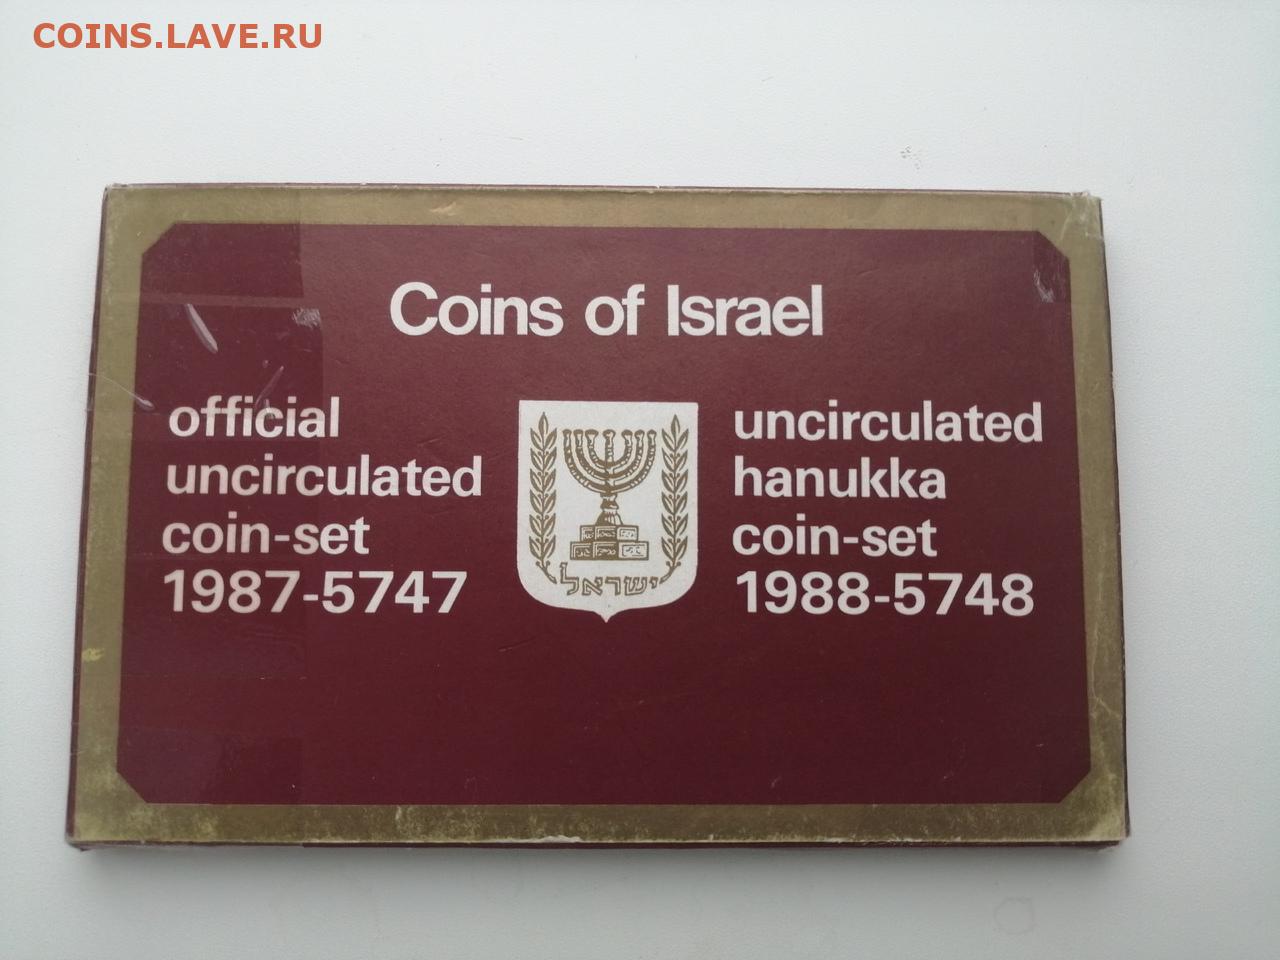 COINS.LAVE.RU
Coins of Israel
official
uncirculated
coin-set
1987-5747
ישראל
uncirculated
hanukka
coin-set
1988-5748